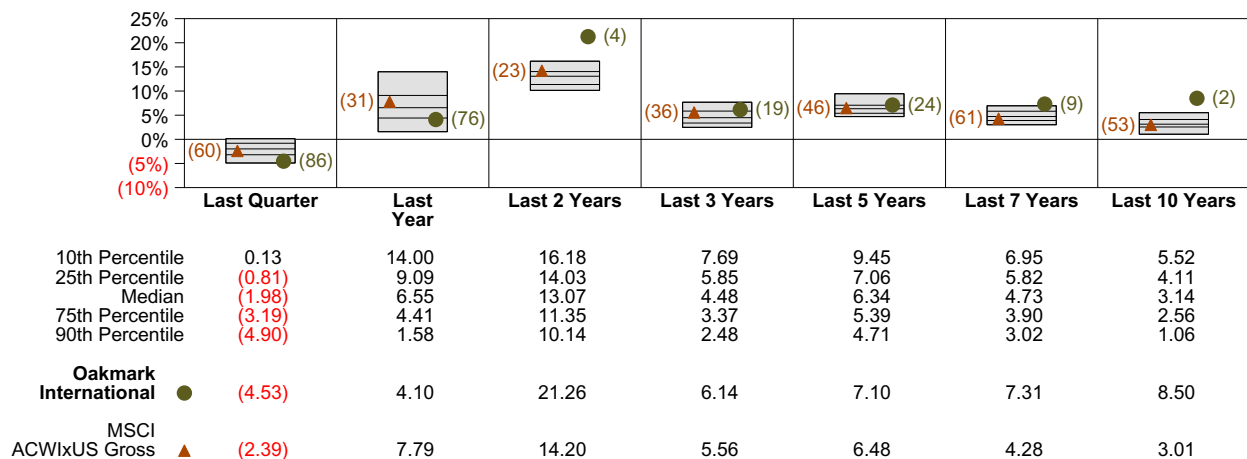 25%
20%
15%
10%
5%
0%
(5%)
(10%)
(60) (86)
(31) (76)
(23) (4)
(36) (19)
(46) (24)
(61) (9)
(53) (2)
Last Quarter Last Year Last 2 Years Last 3 Years Last 5 Years Last 7 Years Last 10 Years
10th Percentile 0.13 14.00 16.18 7.69 9.45 6.95 5.52
25th Percentile (0.81) 9.09 14.03 5.85 7.06 5.82 4.11
Median (1.98) 6.55 13.07 4.48 6.34 4.73 3.14
75th Percentile (3.19) 4.41 11.35 3.37 5.39 3.90 2.56
90th Percentile (4.90) 1.58 10.14 2.48 4.71 3.02 1.06
Oakmark
International (4.53) 4.10 21.26 6.14 7.10 7.31 8.50
MSCI
ACWIxUS Gross (2.39) 7.79 14.20 5.56 6.48 4.28 3.01